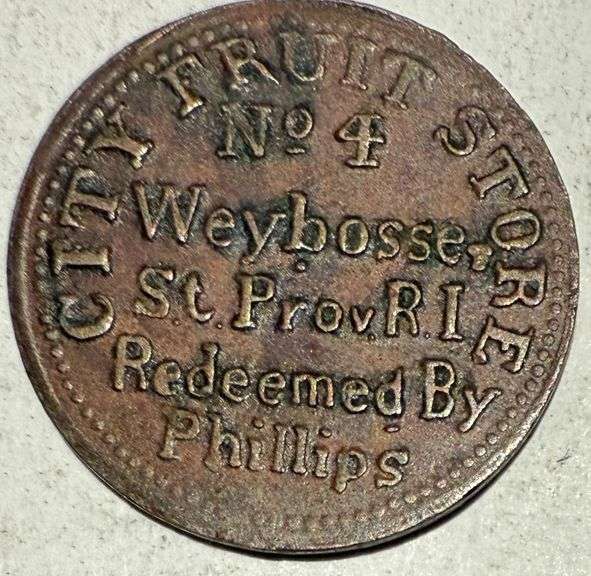 CITY FRUIT STORE
No 4
Weybosse,
St. Prov. R. I
Redeemed By
Phillips